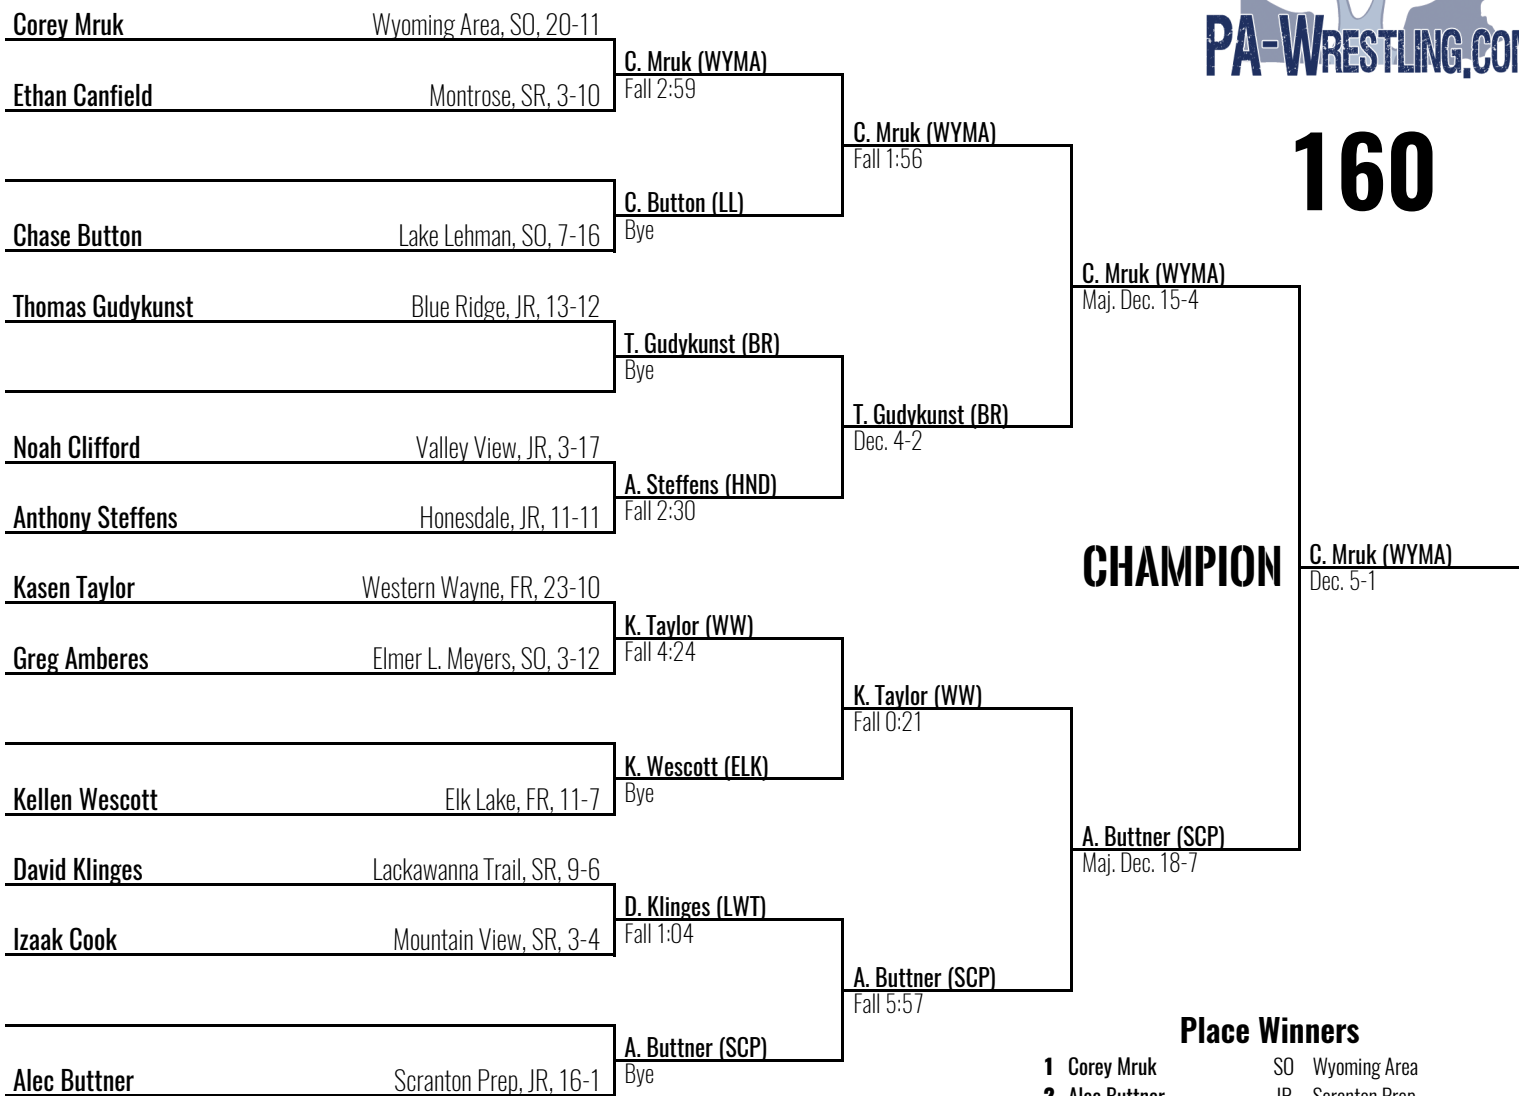 PA-WRESTLING.COM
160
Corey Mruk Wyoming Area, SO, 20-11
Ethan Canfield Montrose, SR, 3-10
Chase Button Lake Lehman, SO, 7-16
Thomas Gudykunst Blue Ridge, JR, 13-12
Noah Clifford Valley View, JR, 3-17
Anthony Steffens Honesdale, JR, 11-11
Kasen Taylor Western Wayne, FR, 23-10
Greg Amberes Elmer L. Meyers, SO, 3-12
Kellen Wescott Elk Lake, FR, 11-7
David Klinges Lackawanna Trail, SR, 9-6
Izaak Cook Mountain View, SR, 3-4
Alec Buttner Scranton Prep, JR, 16-1
C. Mruk (WYMA)
Fall 2:59
C. Button (LL)
Bye
T. Gudykunst (BR)
Bye
A. Steffens (HND)
Fall 2:30
K. Taylor (WW)
Fall 4:24
K. Wescott (ELK)
Bye
D. Klinges (LWT)
Fall 1:04
A. Buttner (SCP)
Bye
C. Mruk (WYMA)
Fall 1:56
T. Gudykunst (BR)
Dec. 4-2
K. Taylor (WW)
Fall 0:21
A. Buttner (SCP)
Fall 5:57
C. Mruk (WYMA)
Maj. Dec. 15-4
A. Buttner (SCP)
Maj. Dec. 18-7
CHAMPION
C. Mruk (WYMA)
Dec. 5-1
Place Winners
1 Corey Mruk SO Wyoming Area
2 Alec Buttner JR Scranton Prep